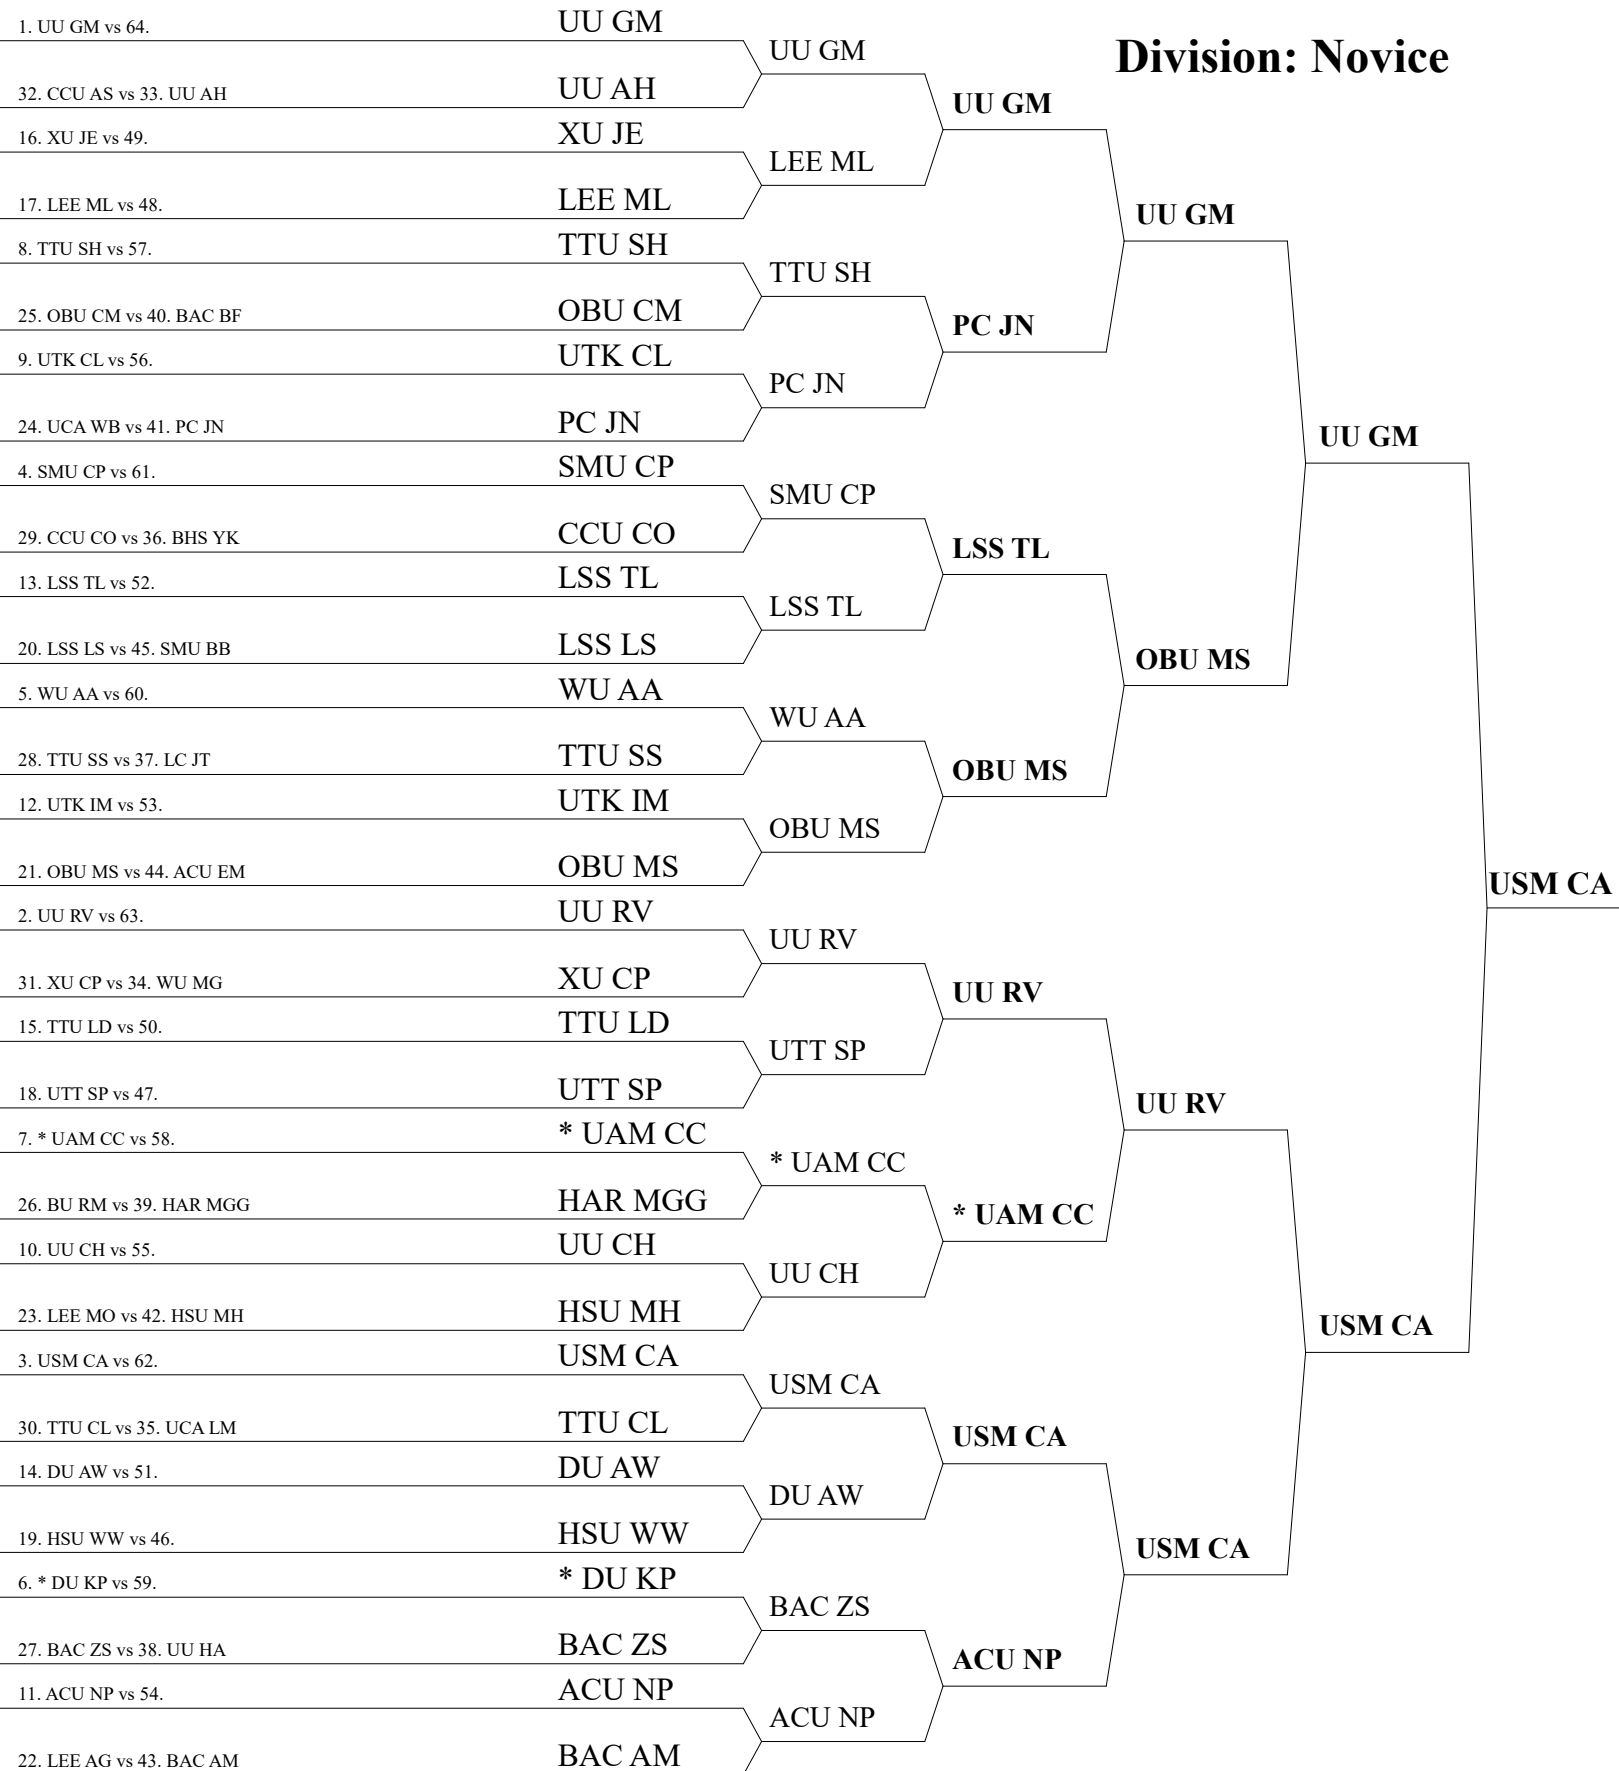 Division: Novice
1. UU GM vs 64.
32. CCU AS vs 33. UU AH
16. XU JE vs 49.
17. LEE ML vs 48.
8. TTU SH vs 57.
25. OBU CM vs 40. BAC BF
9. UTK CL vs 56.
24. UCA WB vs 41. PC JN
4. SMU CP vs 61.
29. CCU CO vs 36. BHS YK
13. LSS TL vs 52.
20. LSS LS vs 45. SMU BB
5. WU AA vs 60.
28. TTU SS vs 37. LC JT
12. UTK IM vs 53.
21. OBU MS vs 44. ACU EM
2. UU RV vs 63.
31. XU CP vs 34. WU MG
15. TTU LD vs 50.
18. UTT SP vs 47.
7. * UAM CC vs 58.
26. BU RM vs 39. HAR MGG
10. UU CH vs 55.
23. LEE MO vs 42. HSU MH
3. USM CA vs 62.
30. TTU CL vs 35. UCA LM
14. DU AW vs 51.
19. HSU WW vs 46.
6. * DU KP vs 59.
27. BAC ZS vs 38. UU HA
11. ACU NP vs 54.
22. LEE AG vs 43. BAC AM
UU GM
UU AH
XU JE
LEE ML
TTU SH
OBU CM
UTK CL
PC JN
SMU CP
CCU CO
LSS TL
LSS LS
WU AA
TTU SS
UTK IM
OBU MS
UU RV
XU CP
TTU LD
UTT SP
* UAM CC
HAR MGG
UU CH
HSU MH
USM CA
TTU CL
DU AW
HSU WW
* DU KP
BAC ZS
ACU NP
BAC AM
UU GM
LEE ML
TTU SH
PC JN
SMU CP
LSS TL
WU AA
OBU MS
UU RV
UTT SP
* UAM CC
UU CH
USM CA
DU AW
BAC ZS
ACU NP
UU GM
PC JN
LSS TL
OBU MS
UU RV
* UAM CC
USM CA
ACU NP
UU GM
OBU MS
UU RV
USM CA
UU GM
USM CA
USM CA